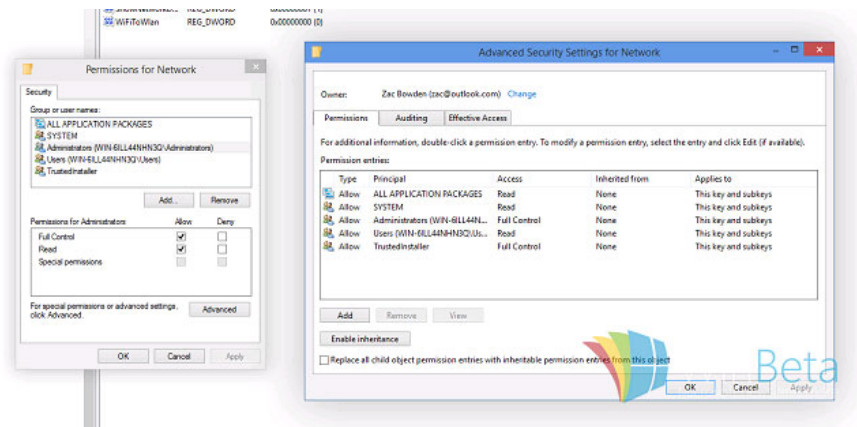 WiFiToWlan REG_DWORD 0x00000000 (0)
Permissions for Network
Security
Group or user names:
ALL APPLICATION PACKAGES
SYSTEM
Administrators (WIN-6ILL44NHN3Q\Administrators)
Users (WIN-6ILL44NHN3Q\Users)
TrustedInstaller
Add... Remove
Permissions for Administrators Allow Deny
Full Control
Read
Special permissions
For special permissions or advanced settings,
click Advanced.
Advanced
OK Cancel Apply
Advanced Security Settings for Network
Owner: Zac Bowden (zac@outlook.com) Change
Permissions Auditing Effective Access
For additional information, double-click a permission entry. To modify a permission entry, select the entry and click Edit (if available).
Permission entries:
Type Principal Access Inherited from Applies to
Allow ALL APPLICATION PACKAGES Read None This key and subkeys
Allow SYSTEM Read None This key and subkeys
Allow Administrators (WIN-6ILL44N... Full Control None This key and subkeys
Allow Users (WIN-6ILL44NHN3Q\Us... Read None This key and subkeys
Allow TrustedInstaller Full Control None This key and subkeys
Add Remove View
Enable inheritance
Replace all child object permission entries with inheritable permission entries from this object
Beta
OK Cancel Apply